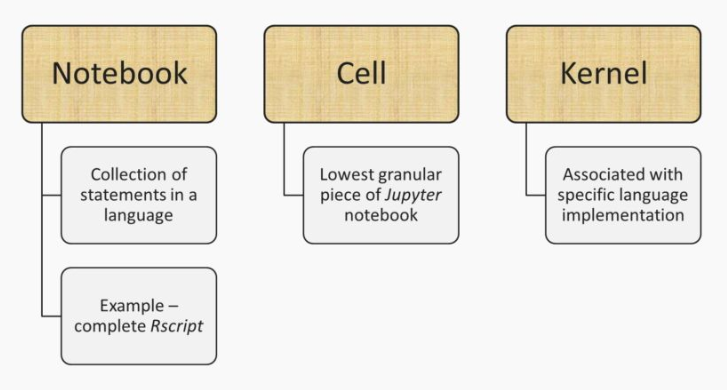 Notebook
Collection of
statements in a
language
Example –
complete Rscript
Cell
Lowest granular
piece of Jupyter
notebook
Kernel
Associated with
specific language
implementation